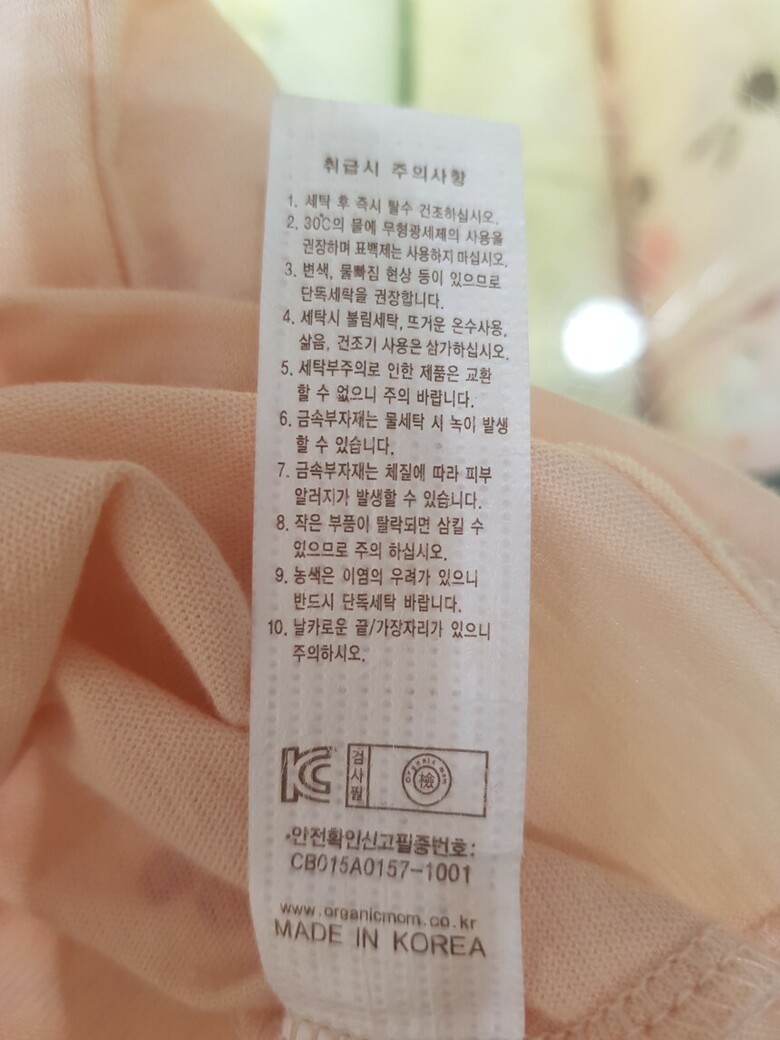 취급시 주의사항
1. 세탁 후 즉시 탈수 건조하십시오.
2. 30℃의 물에 무형광세제의 사용을
권장하며 표백제는 사용하지 마십시오.
3. 변색, 물빠짐 현상 등이 있으므로
단독세탁을 권장합니다.
4. 세탁시 불림세탁, 뜨거운 온수사용,
삶음, 건조기 사용은 삼가하십시오.
5. 세탁부주의로 인한 제품은 교환
할 수 없으니 주의 바랍니다.
6. 금속부자재는 물세탁 시 녹이 발생
할 수 있습니다.
7. 금속부자재는 체질에 따라 피부
알러지가 발생할 수 있습니다.
8. 작은 부품이 탈락되면 삼킬 수
있으므로 주의 하십시오.
9. 농색은 이염의 우려가 있으니
반드시 단독세탁 바랍니다.
10. 날카로운 끝/가장자리가 있으니
주의하시오.
KC
검사필
organic mom
檢
·안전확인신고필증번호:
CB015A0157-1001
www.organicmom.co.kr
MADE IN KOREA